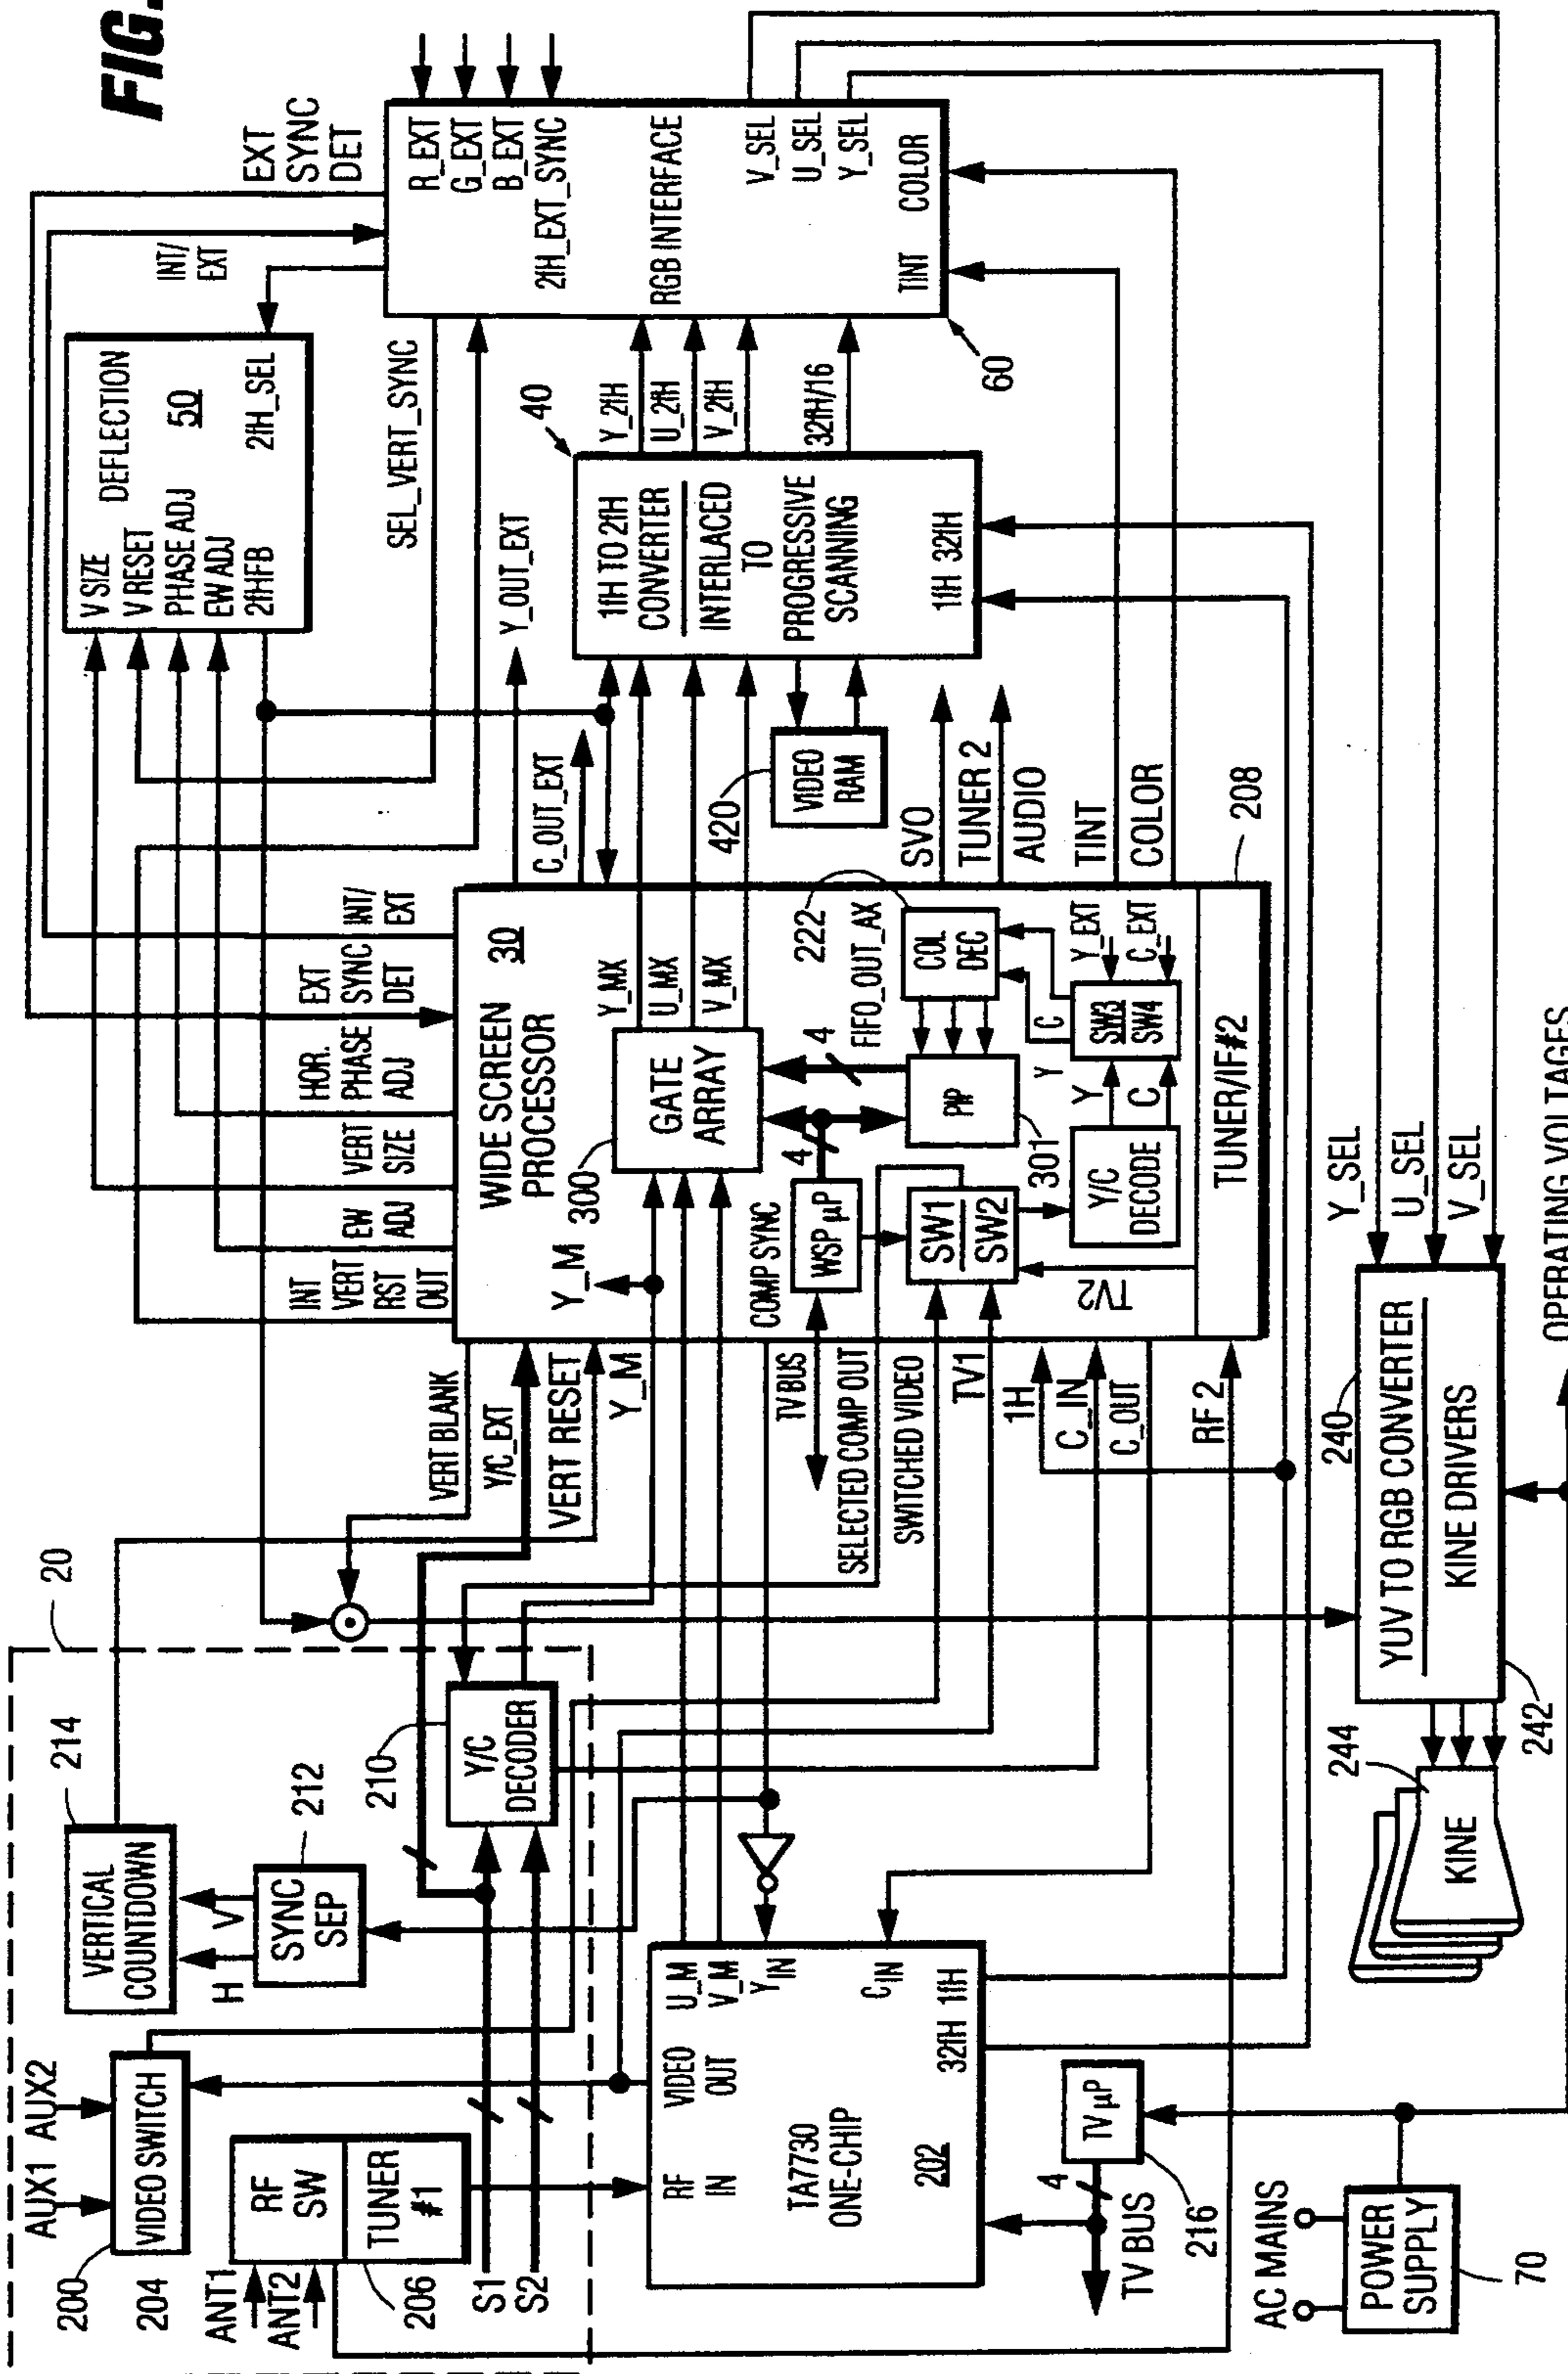 FIG.
20
AUX1
AUX2
200
VIDEO SWITCH
204
ANT1
ANT2
RF
SW
TUNER
#1
206
S1
S2
214
VERTICAL
COUNTDOWN
H
V
212
SYNC
SEP
210
Y/C
DECODER
RF
IN
VIDEO
OUT
U_M
V_M
YIN
CIN
TA7730
ONE-CHIP
202
32fH 1fH
TV µP
4
TV BUS
216
AC MAINS
POWER
SUPPLY
70
VERT BLANK
Y/C_EXT
VERT RESET
Y_M
TV BUS
SELECTED COMP OUT
SWITCHED VIDEO
TV1
1H
C_IN
C_OUT
RF 2
INT
VERT
RST
OUT
EW
ADJ
VERT
SIZE
HOR.
PHASE
ADJ
EXT
SYNC
DET
INT/
EXT
WIDE SCREEN
PROCESSOR
30
Y_M
300
GATE
ARRAY
Y_MX
U_MX
V_MX
COMP SYNC
WSP µP
4
4
FIFO_OUT_AX
PIP
301
COL
DEC
222
SW1
SW2
TV2
Y/C
DECODE
Y
C
Y
C
SW3
SW4
Y_EXT
C_EXT
TUNER/IF#2
208
V SIZE
V RESET
PHASE ADJ
EW ADJ
2fHFB
DEFLECTION
50
2fH_SEL
INT/
EXT
EXT
SYNC
DET
SEL_VERT_SYNC
Y_OUT_EXT
C_OUT_EXT
40
1fH TO 2fH
CONVERTER
INTERLACED
TO
PROGRESSIVE
SCANNING
1fH 32fH
420
VIDEO
RAM
SVO
TUNER 2
AUDIO
TINT
COLOR
Y_2fH
U_2fH
V_2fH
32fH/16
R_EXT
G_EXT
B_EXT
2fH_EXT_SYNC
RGB INTERFACE
V_SEL
U_SEL
Y_SEL
TINT
COLOR
60
Y_SEL
U_SEL
V_SEL
240
YUV TO RGB CONVERTER
KINE DRIVERS
242
244
KINE
OPERATING VOLTAGES